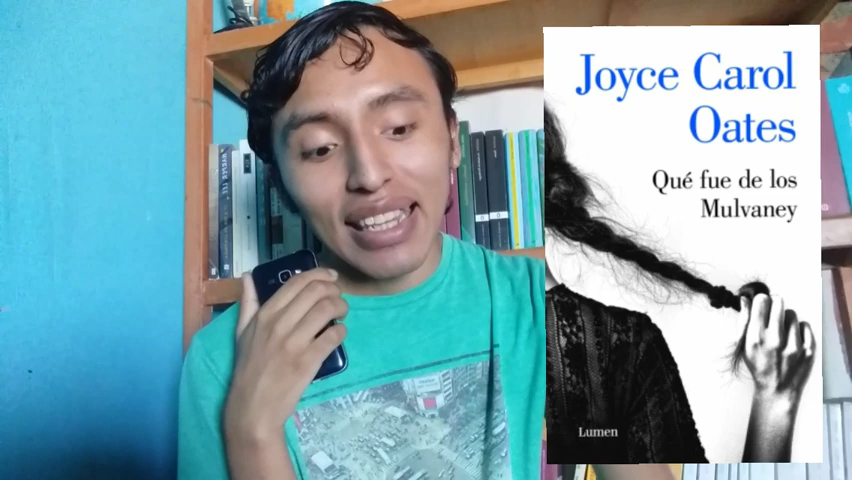 Joyce Carol
Oates
Qué fue de los
Mulvaney
Lumen